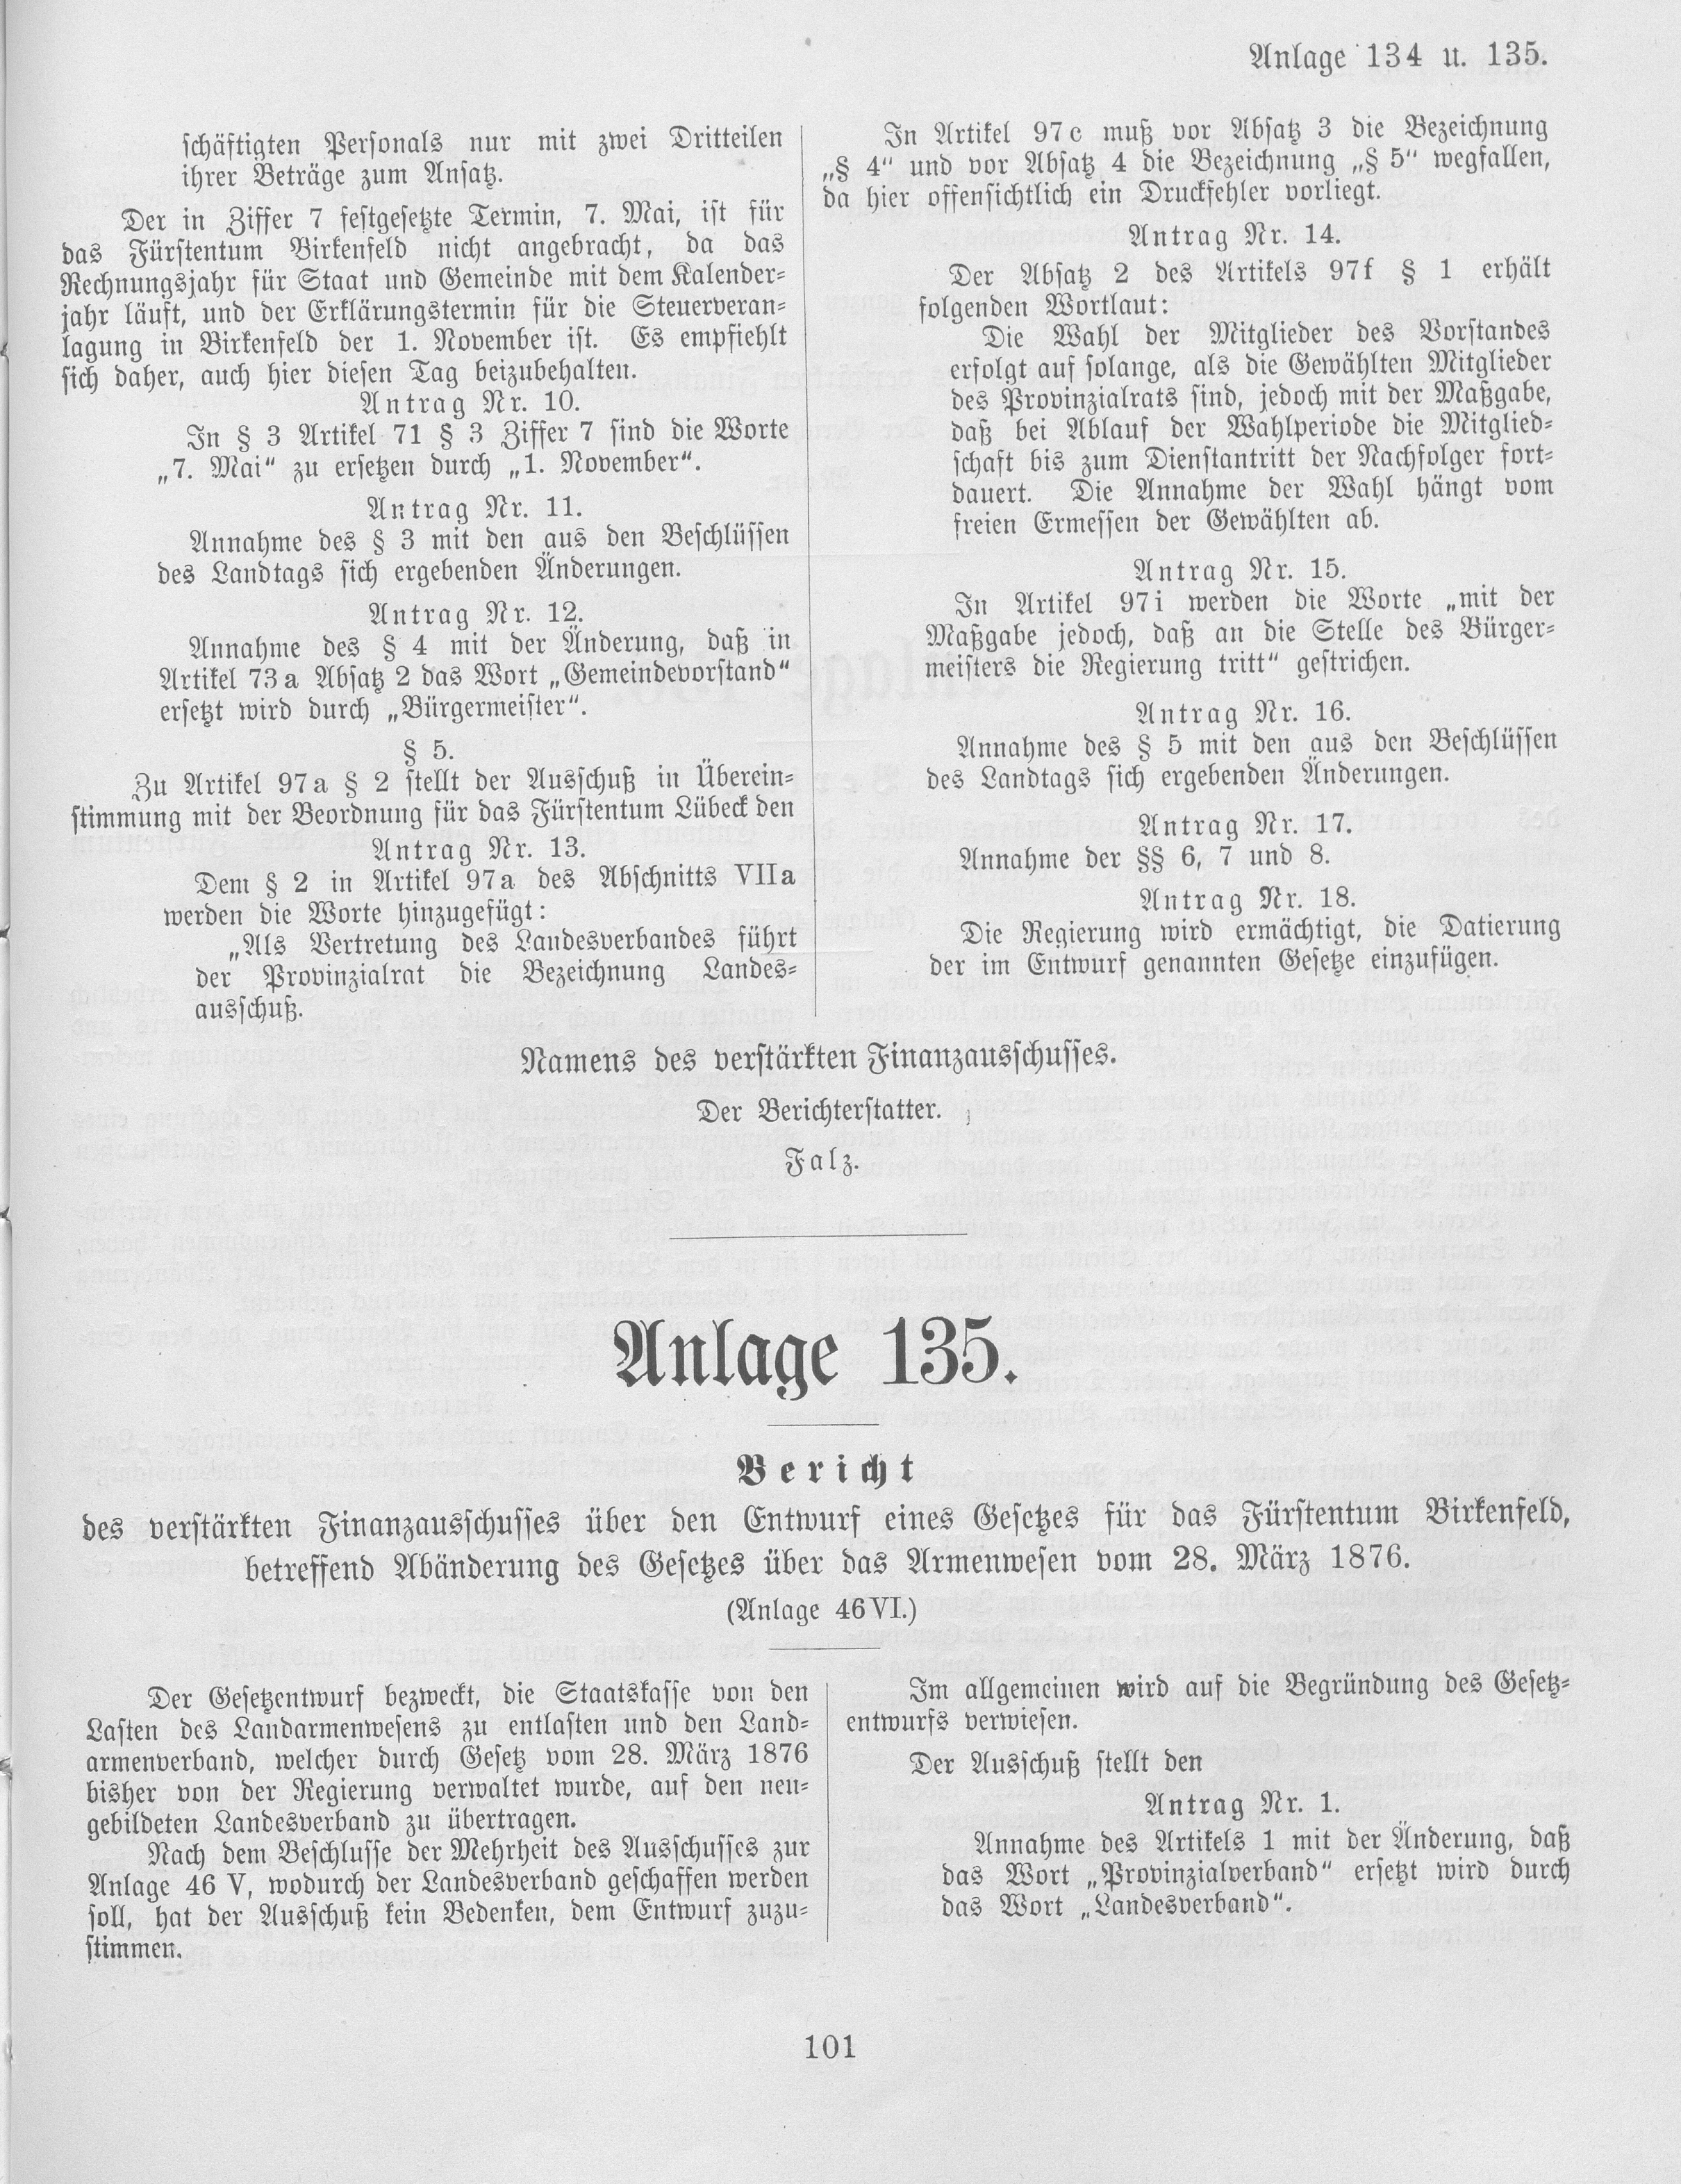 Anlage 134 u. 135.
schäftigten Personals nur mit zwei Dritteilen
ihrer Beträge zum Ansatz.
Der in Ziffer 7 festgesetzte Termin, 7. Mai, ist für
das Fürstentum Birkenfeld nicht angebracht, da das
Rechnungsjahr für Staat und Gemeinde mit dem Kalender-
jahr läuft, und der Erklärungstermin für die Steuerveran-
lagung in Birkenfeld der 1. November ist. Es empfiehlt
sich daher, auch hier diesen Tag beizubehalten.
Antrag Nr. 10.
In § 3 Artikel 71 § 3 Ziffer 7 sind die Worte
„7. Mai“ zu ersetzen durch „1. November“.
Antrag Nr. 11.
Annahme des § 3 mit den aus den Beschlüssen
des Landtags sich ergebenden Änderungen.
Antrag Nr. 12.
Annahme des § 4 mit der Änderung, daß in
Artikel 73a Absatz 2 das Wort „Gemeindevorstand“
ersetzt wird durch „Bürgermeister“.
§ 5.
Zu Artikel 97a § 2 stellt der Ausschuß in Überein-
stimmung mit der Beordnung für das Fürstentum Lübeck den
Antrag Nr. 13.
Dem § 2 in Artikel 97a des Abschnitts VIIa
werden die Worte hinzugefügt:
„Als Vertretung des Landesverbandes führt
der Provinzialrat die Bezeichnung Landes-
ausschuß.
In Artikel 97c muß vor Absatz 3 die Bezeichnung
„§ 4“ und vor Absatz 4 die Bezeichnung „§ 5“ wegfallen,
da hier offensichtlich ein Druckfehler vorliegt.
Antrag Nr. 14.
Der Absatz 2 des Artikels 97f § 1 erhält
folgenden Wortlaut:
Die Wahl der Mitglieder des Vorstandes
erfolgt auf solange, als die Gewählten Mitglieder
des Provinzialrats sind, jedoch mit der Maßgabe,
daß bei Ablauf der Wahlperiode die Mitglied-
schaft bis zum Dienstantritt der Nachfolger fort-
dauert. Die Annahme der Wahl hängt vom
freien Ermessen der Gewählten ab.
Antrag Nr. 15.
In Artikel 97i werden die Worte „mit der
Maßgabe jedoch, daß an die Stelle des Bürger-
meisters die Regierung tritt“ gestrichen.
Antrag Nr. 16.
Annahme des § 5 mit den aus den Beschlüssen
des Landtags sich ergebenden Änderungen.
Antrag Nr. 17.
Annahme der §§ 6, 7 und 8.
Antrag Nr. 18.
Die Regierung wird ermächtigt, die Datierung
der im Entwurf genannten Gesetze einzufügen.
Namens des verstärkten Finanzausschusses.
Der Berichterstatter.
Falz.
Anlage 135.
Bericht
des verstärkten Finanzausschusses über den Entwurf eines Gesetzes für das Fürstentum Birkenfeld,
betreffend Abänderung des Gesetzes über das Armenwesen vom 28. März 1876.
(Anlage 46 VI.)
Der Gesetzentwurf bezweckt, die Staatskasse von den
Lasten des Landarmenwesens zu entlasten und den Land-
armenverband, welcher durch Gesetz vom 28. März 1876
bisher von der Regierung verwaltet wurde, auf den neu-
gebildeten Landesverband zu übertragen.
Nach dem Beschlusse der Mehrheit des Ausschusses zur
Anlage 46 V, wodurch der Landesverband geschaffen werden
soll, hat der Ausschuß kein Bedenken, dem Entwurf zuzu-
stimmen.
Im allgemeinen wird auf die Begründung des Gesetz-
entwurfs verwiesen.
Der Ausschuß stellt den
Antrag Nr. 1.
Annahme des Artikels 1 mit der Änderung, daß
das Wort „Provinzialverband“ ersetzt wird durch
das Wort „Landesverband“.
101